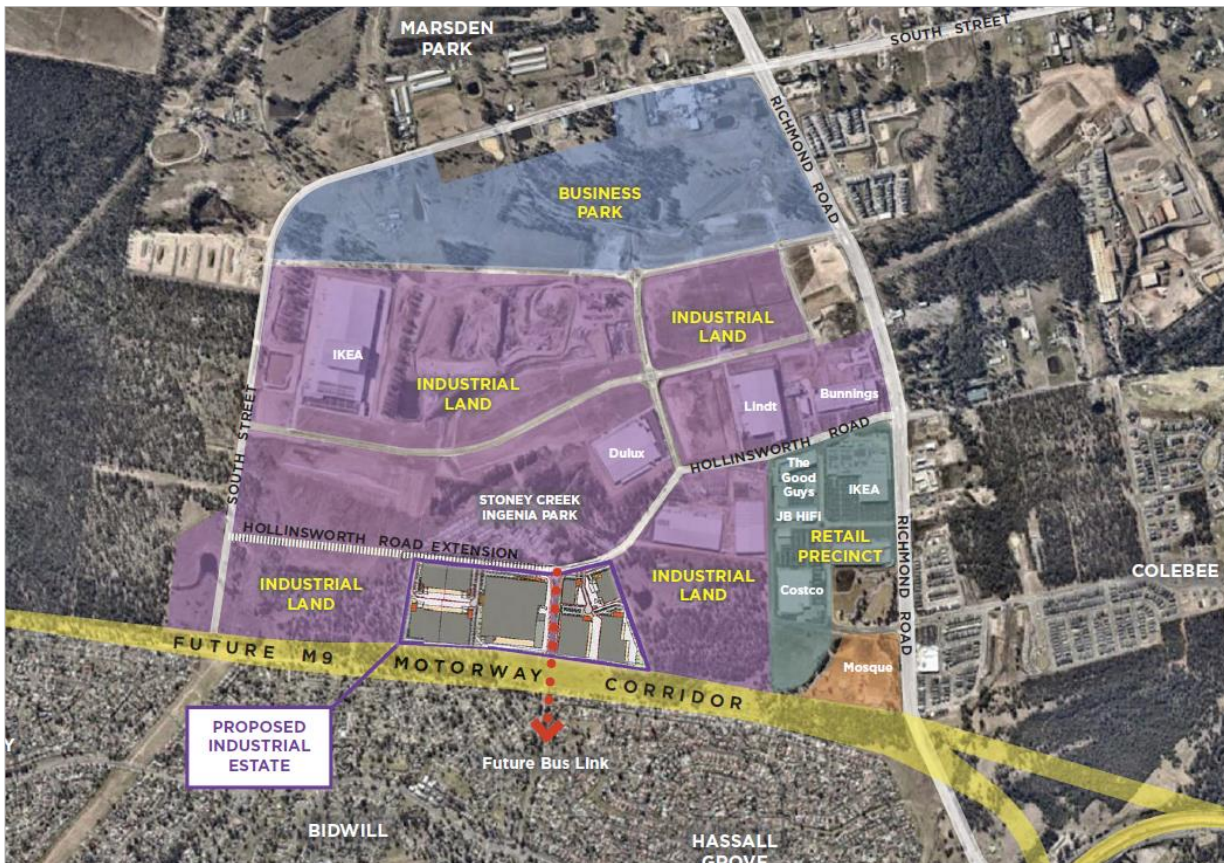 MARSDEN
PARK
SOUTH STREET
RICHMOND ROAD
BUSINESS
PARK
INDUSTRIAL
LAND
IKEA
INDUSTRIAL
LAND
Lindt
Bunnings
SOUTH STREET
Dulux
HOLLINSWORTH ROAD
The
Good
Guys
IKEA
JB HIFI
STONEY CREEK
INGENIA PARK
RETAIL
PRECINCT
RICHMOND ROAD
HOLLINSWORTH ROAD EXTENSION
INDUSTRIAL
LAND
INDUSTRIAL
LAND
Costco
COLEBEE
FUTURE M9 MOTORWAY CORRIDOR
Mosque
PROPOSED
INDUSTRIAL
ESTATE
Y
Future Bus Link
BIDWILL
HASSALL
GROVE